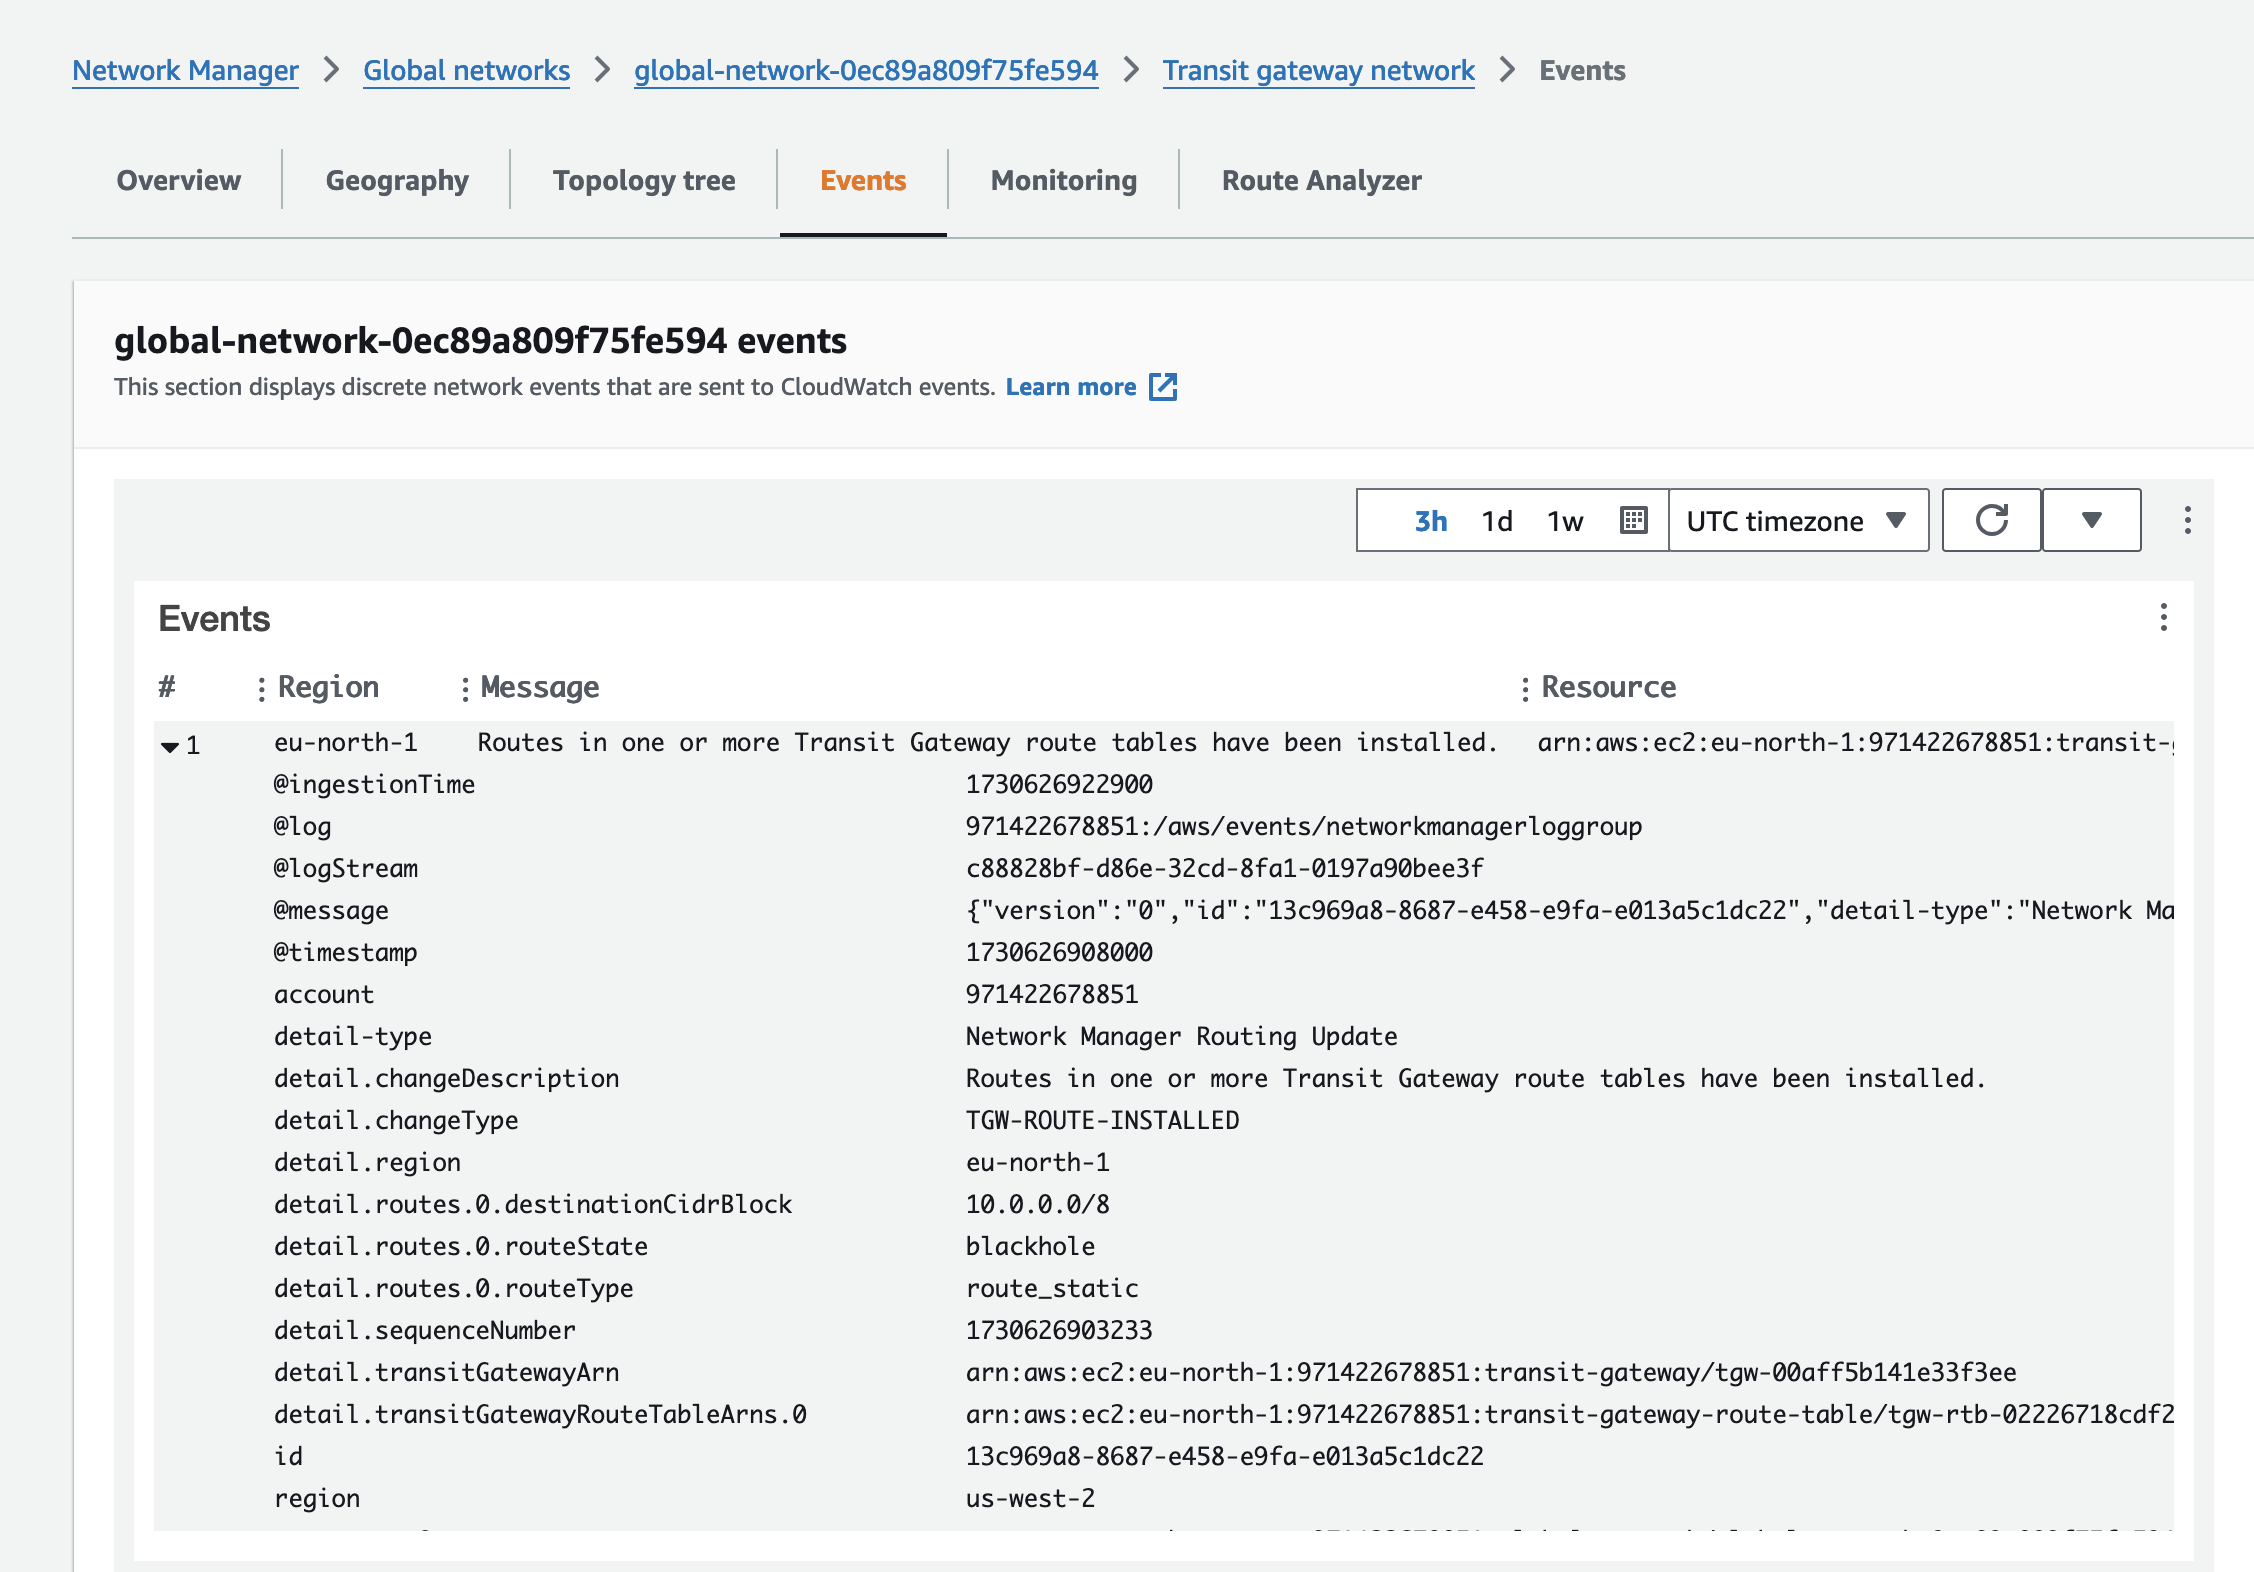 Network Manager > Global networks > global-network-0ec89a809f75fe594 > Transit gateway network > Events
Overview Geography Topology tree Events Monitoring Route Analyzer
global-network-0ec89a809f75fe594 events
This section displays discrete network events that are sent to CloudWatch events. Learn more
3h 1d 1w UTC timezone
Events
# Region Message Resource
1 eu-north-1 Routes in one or more Transit Gateway route tables have been installed. arn:aws:ec2:eu-north-1:971422678851:transit-
@ingestionTime 1730626922900
@log 971422678851:/aws/events/networkmanagerloggroup
@logStream c88828bf-d86e-32cd-8fa1-0197a90bee3f
@message {"version":"0","id":"13c969a8-8687-e458-e9fa-e013a5c1dc22","detail-type":"Network Ma
@timestamp 1730626908000
account 971422678851
detail-type Network Manager Routing Update
detail.changeDescription Routes in one or more Transit Gateway route tables have been installed.
detail.changeType TGW-ROUTE-INSTALLED
detail.region eu-north-1
detail.routes.0.destinationCidrBlock 10.0.0.0/8
detail.routes.0.routeState blackhole
detail.routes.0.routeType route_static
detail.sequenceNumber 1730626903233
detail.transitGatewayArn arn:aws:ec2:eu-north-1:971422678851:transit-gateway/tgw-00aff5b141e33f3ee
detail.transitGatewayRouteTableArns.0 arn:aws:ec2:eu-north-1:971422678851:transit-gateway-route-table/tgw-rtb-02226718cdf2
id 13c969a8-8687-e458-e9fa-e013a5c1dc22
region us-west-2